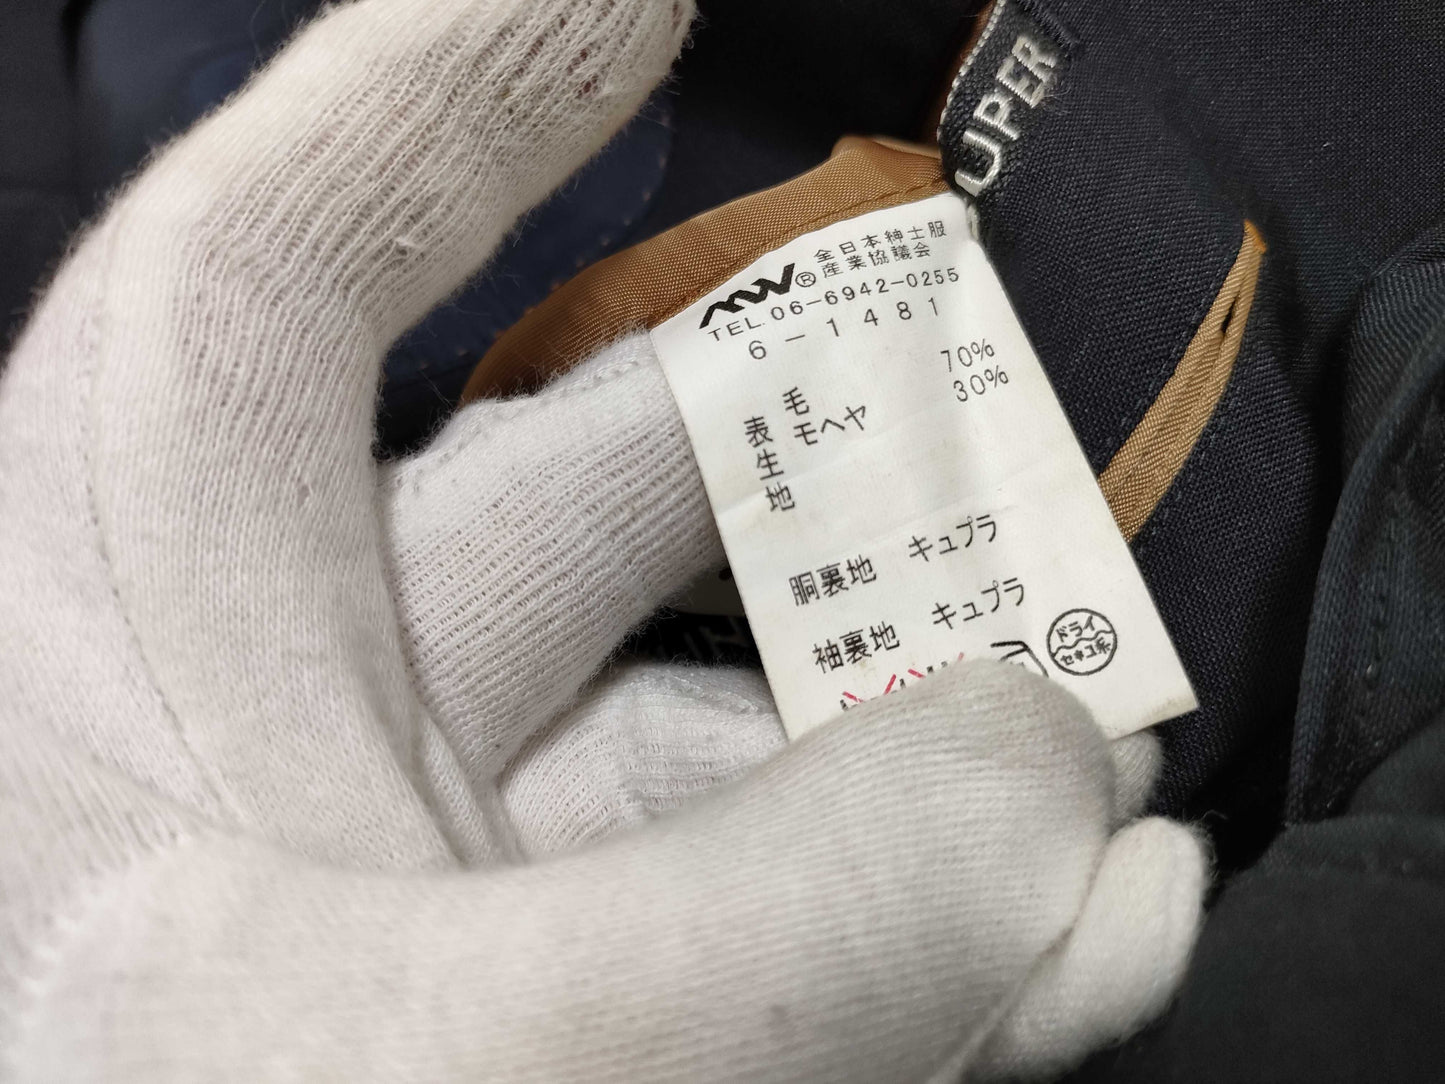 UPER
全日本紳士服
産業協議会
MW®
TEL.06-6942-0255
6-1481
表生地
毛 70%
モヘヤ 30%
胴裏地 キュプラ
袖裏地 キュプラ
ドライ
セキユ系